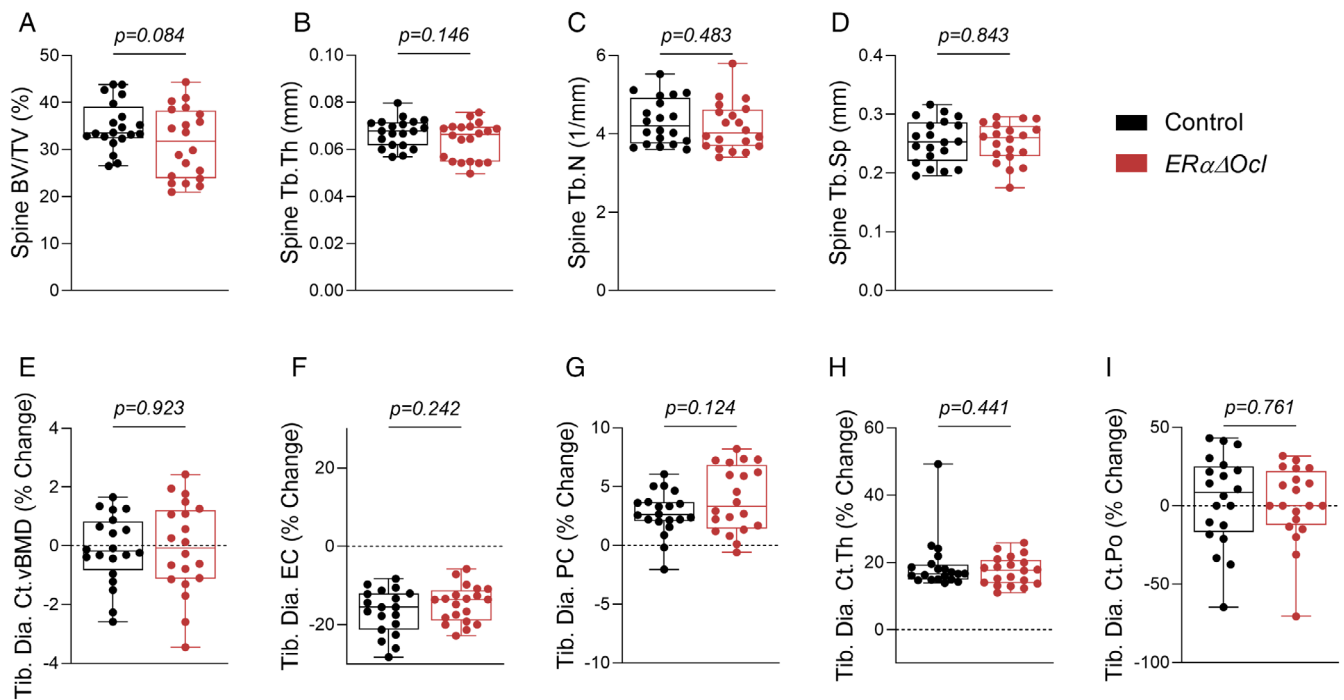 A
p=0.084
Spine BV/TV (%)
50
40
30
20
10
0
B
p=0.146
Spine Tb.Th (mm)
0.10
0.08
0.06
0.04
0.02
0.00
C
p=0.483
Spine Tb.N (1/mm)
6
4
2
0
D
p=0.843
Spine Tb.Sp (mm)
0.4
0.3
0.2
0.1
0.0
Control
ERαΔOcl
E
p=0.923
Tib. Dia. Ct.vBMD (% Change)
4
2
0
-2
-4
F
p=0.242
Tib. Dia. EC (% Change)
20
0
-20
G
p=0.124
Tib. Dia. PC (% Change)
10
5
0
-5
-10
H
p=0.441
Tib. Dia. Ct.Th (% Change)
60
40
20
0
I
p=0.761
Tib. Dia. Ct.Po (% Change)
50
0
-50
-100